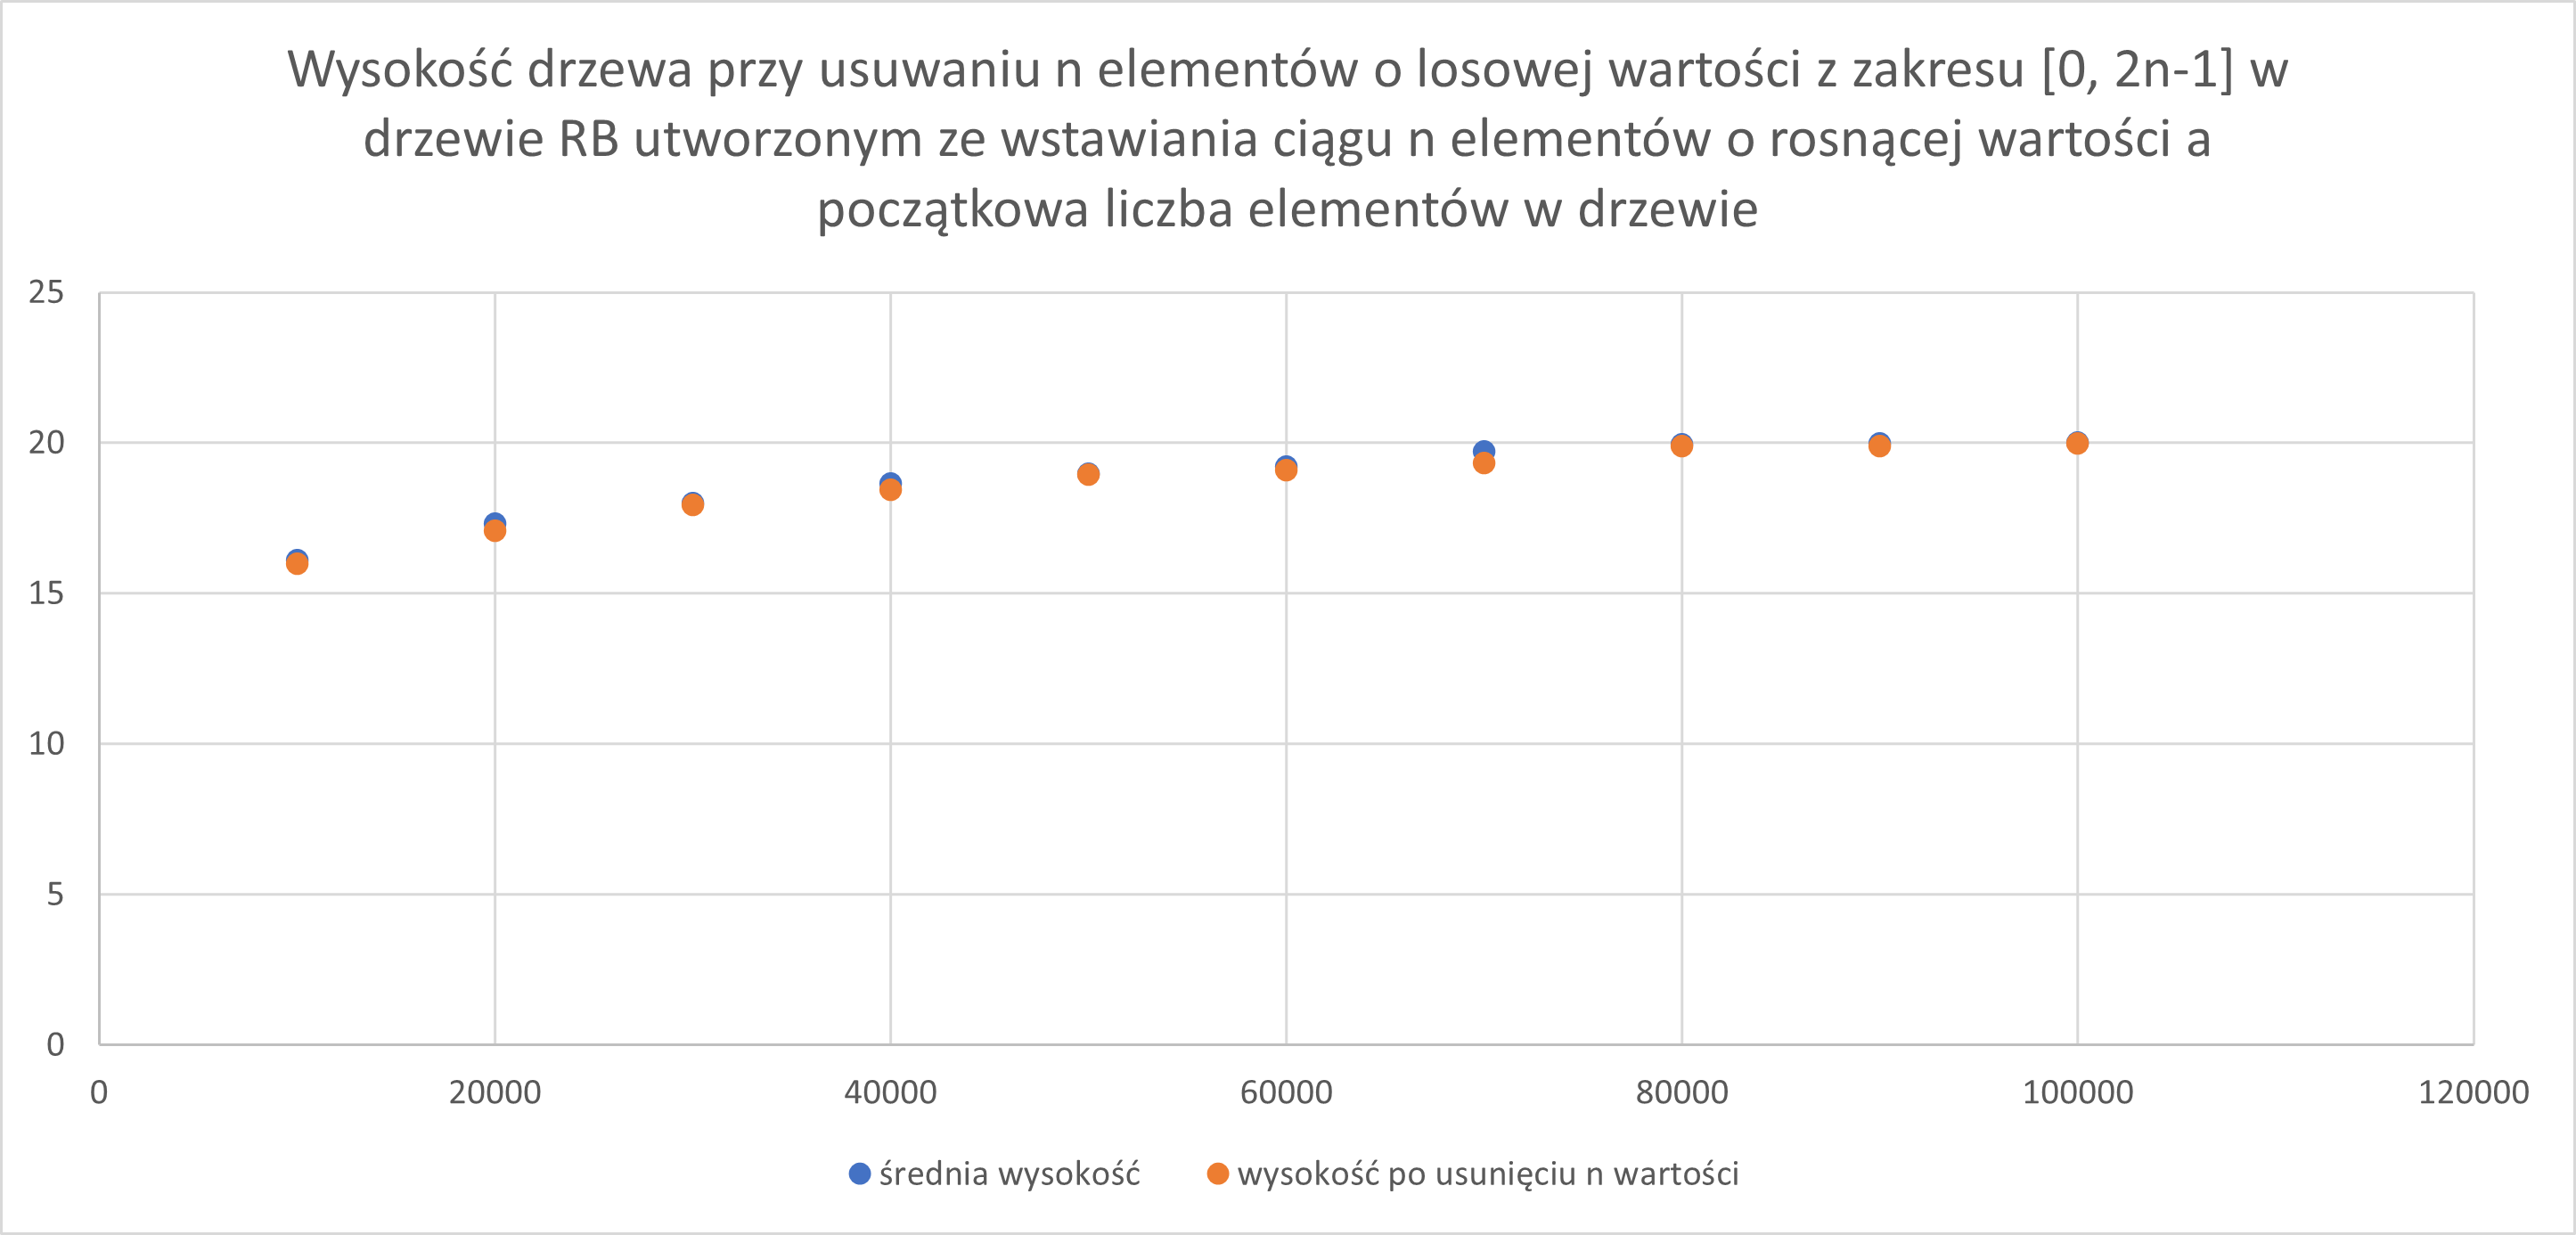 Wysokość drzewa przy usuwaniu n elementów o losowej wartości z zakresu [0, 2n-1] w
drzewie RB utworzonym ze wstawiania ciągu n elementów o rosnącej wartości a
początkowa liczba elementów w drzewie
25
20
15
10
5
0
0 20000 40000 60000 80000 100000 120000
średnia wysokość wysokość po usunięciu n wartości